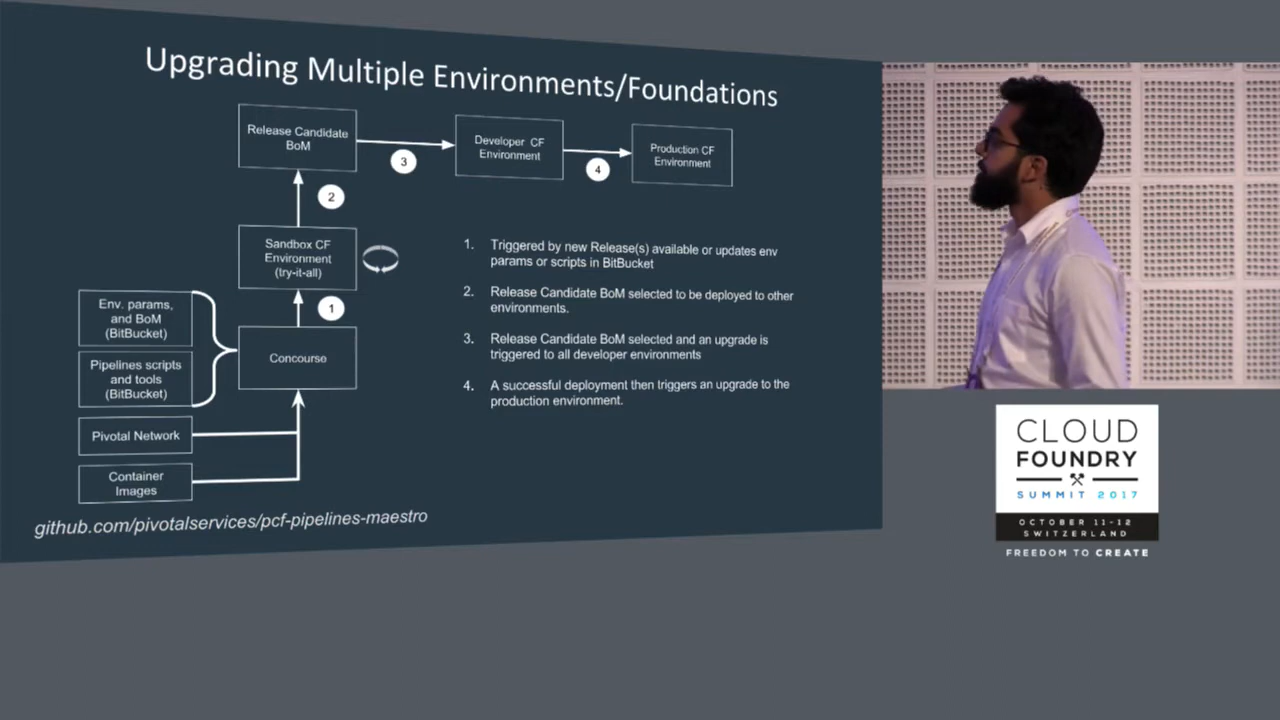 Upgrading Multiple Environments/Foundations
Release Candidate
BoM
3
Developer CF
Environment
4
Production CF
Environment
2
Sandbox CF
Environment
(try-it-all)
1
Env. params,
and BoM
(BitBucket)
Pipelines scripts
and tools
(BitBucket)
Concourse
Pivotal Network
Container
Images
1. Triggered by new Release(s) available or updates env
params or scripts in BitBucket
2. Release Candidate BoM selected to be deployed to other
environments.
3. Release Candidate BoM selected and an upgrade is
triggered to all developer environments
4. A successful deployment then triggers an upgrade to the
production environment.
github.com/pivotalservices/pcf-pipelines-maestro
CLOUD
FOUNDRY
SUMMIT 2017
OCTOBER 11-12
SWITZERLAND
FREEDOM TO CREATE